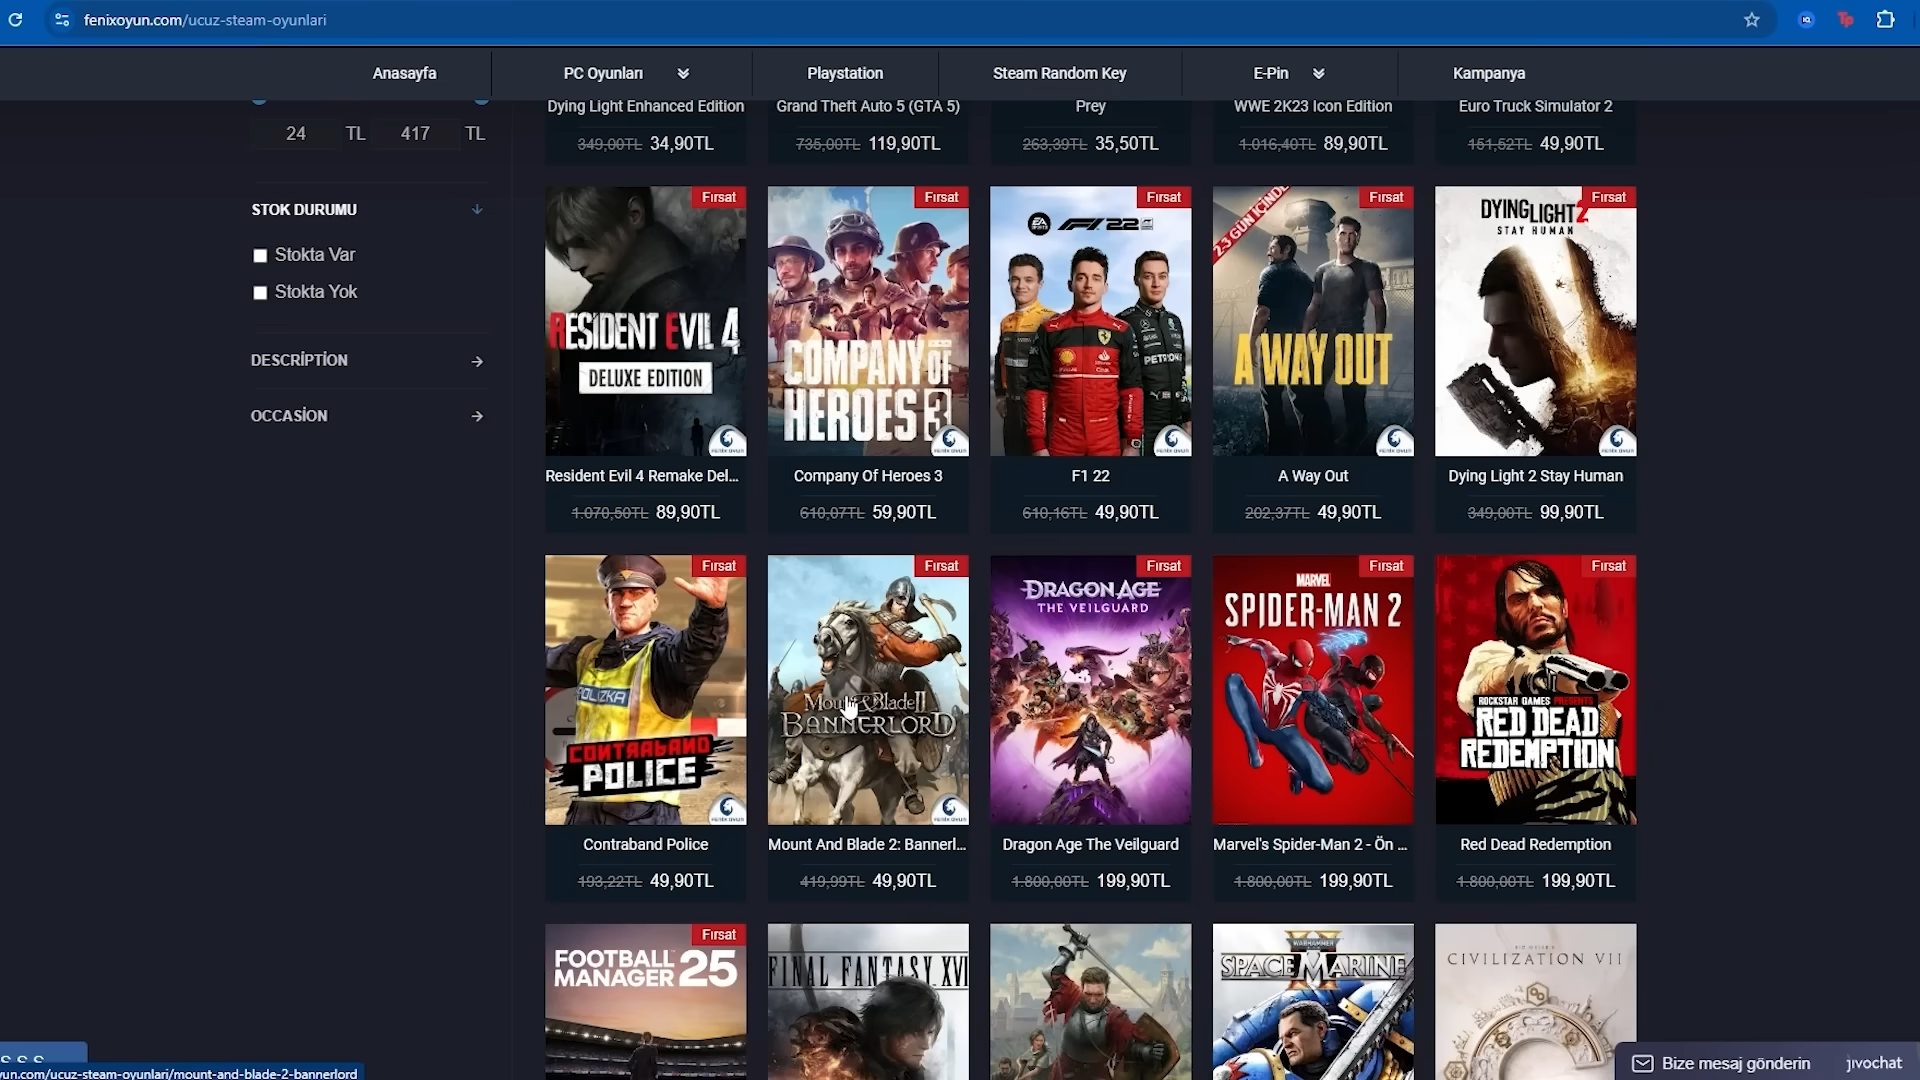 fenixoyun.com/ucuz-steam-oyunlari
Anasayfa
PC Oyunları
Playstation
Steam Random Key
E-Pin
Kampanya
24 TL 417 TL
STOK DURUMU
Stokta Var
Stokta Yok
DESCRİPTİON
OCCASİON
Dying Light Enhanced Edition
349,00TL 34,90TL
Grand Theft Auto 5 (GTA 5)
735,00TL 119,90TL
Prey
263,39TL 35,50TL
WWE 2K23 Icon Edition
1.016,40TL 89,90TL
Euro Truck Simulator 2
151,52TL 49,90TL
Fırsat
RESIDENT EVIL 4
DELUXE EDITION
Resident Evil 4 Remake Del...
1.070,50TL 89,90TL
Fırsat
COMPANY OF
HEROES 3
Company Of Heroes 3
610,07TL 59,90TL
Fırsat
F1 22
PETRONAS
F1 22
610,16TL 49,90TL
Fırsat
2-3 GÜN İÇİNDE
A WAY OUT
A Way Out
202,37TL 49,90TL
Fırsat
DYING LIGHT 2
STAY HUMAN
Dying Light 2 Stay Human
349,00TL 99,90TL
Fırsat
POLIZKA
CONTRABAND
POLICE
Contraband Police
193,22TL 49,90TL
Fırsat
Mount & Blade II
BANNERLORD
Mount And Blade 2: Bannerl...
419,99TL 49,90TL
Fırsat
DRAGON AGE
THE VEILGUARD
Dragon Age The Veilguard
1.800,00TL 199,90TL
Fırsat
MARVEL
SPIDER-MAN 2
Marvel's Spider-Man 2 - Ön ...
1.800,00TL 199,90TL
Fırsat
ROCKSTAR GAMES PRESENTS
RED DEAD
REDEMPTION
Red Dead Redemption
1.800,00TL 199,90TL
Fırsat
FOOTBALL
MANAGER 25
FINAL FANTASY XVI
WARHAMMER
SPACE MARINE
CIVILIZATION VII
S.S.S
yun.com/ucuz-steam-oyunlari/mount-and-blade-2-bannerlord
Bize mesaj gönderin
jivochat